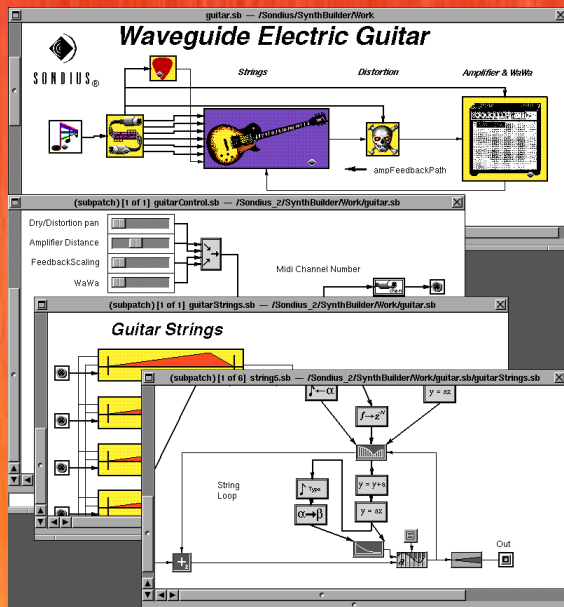 guitar.sb — /Sondius/SynthBuilder/Work
Waveguide Electric Guitar
SONDIUS®
Strings
Distortion
Amplifier & WaWa
ampFeedbackPath
(subpatch) [1 of 1] guitarControl.sb — /Sondius_2/SynthBuilder/Work/guitar.sb
Dry/Distortion pan
Amplifier Distance
FeedbackScaling
WaWa
Midi Channel Number
chan
(subpatch) [1 of 1] guitarStrings.sb — /Sondius_2/SynthBuilder/Work/guitar.sb
Guitar Strings
(subpatch) [1 of 6] string5.sb — /Sondius_2/SynthBuilder/Work/guitar.sb/guitarStrings.sb
♪←α
y = ax
f→z⁻ᴺ
String
Loop
♪ Type
y = y+a
α→β
y = ax
Out